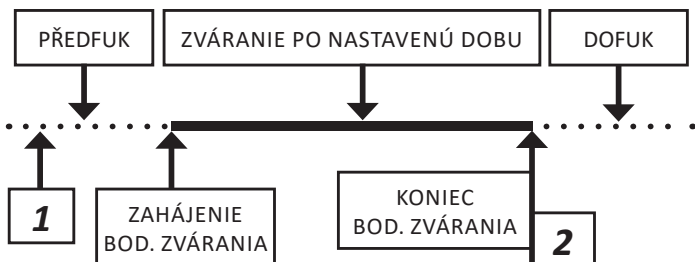 PŘEDFUK
ZVÁRANIE PO NASTAVENÚ DOBU
DOFUK
1
ZAHÁJENIE
BOD. ZVÁRANIA
KONIEC
BOD. ZVÁRANIA
2